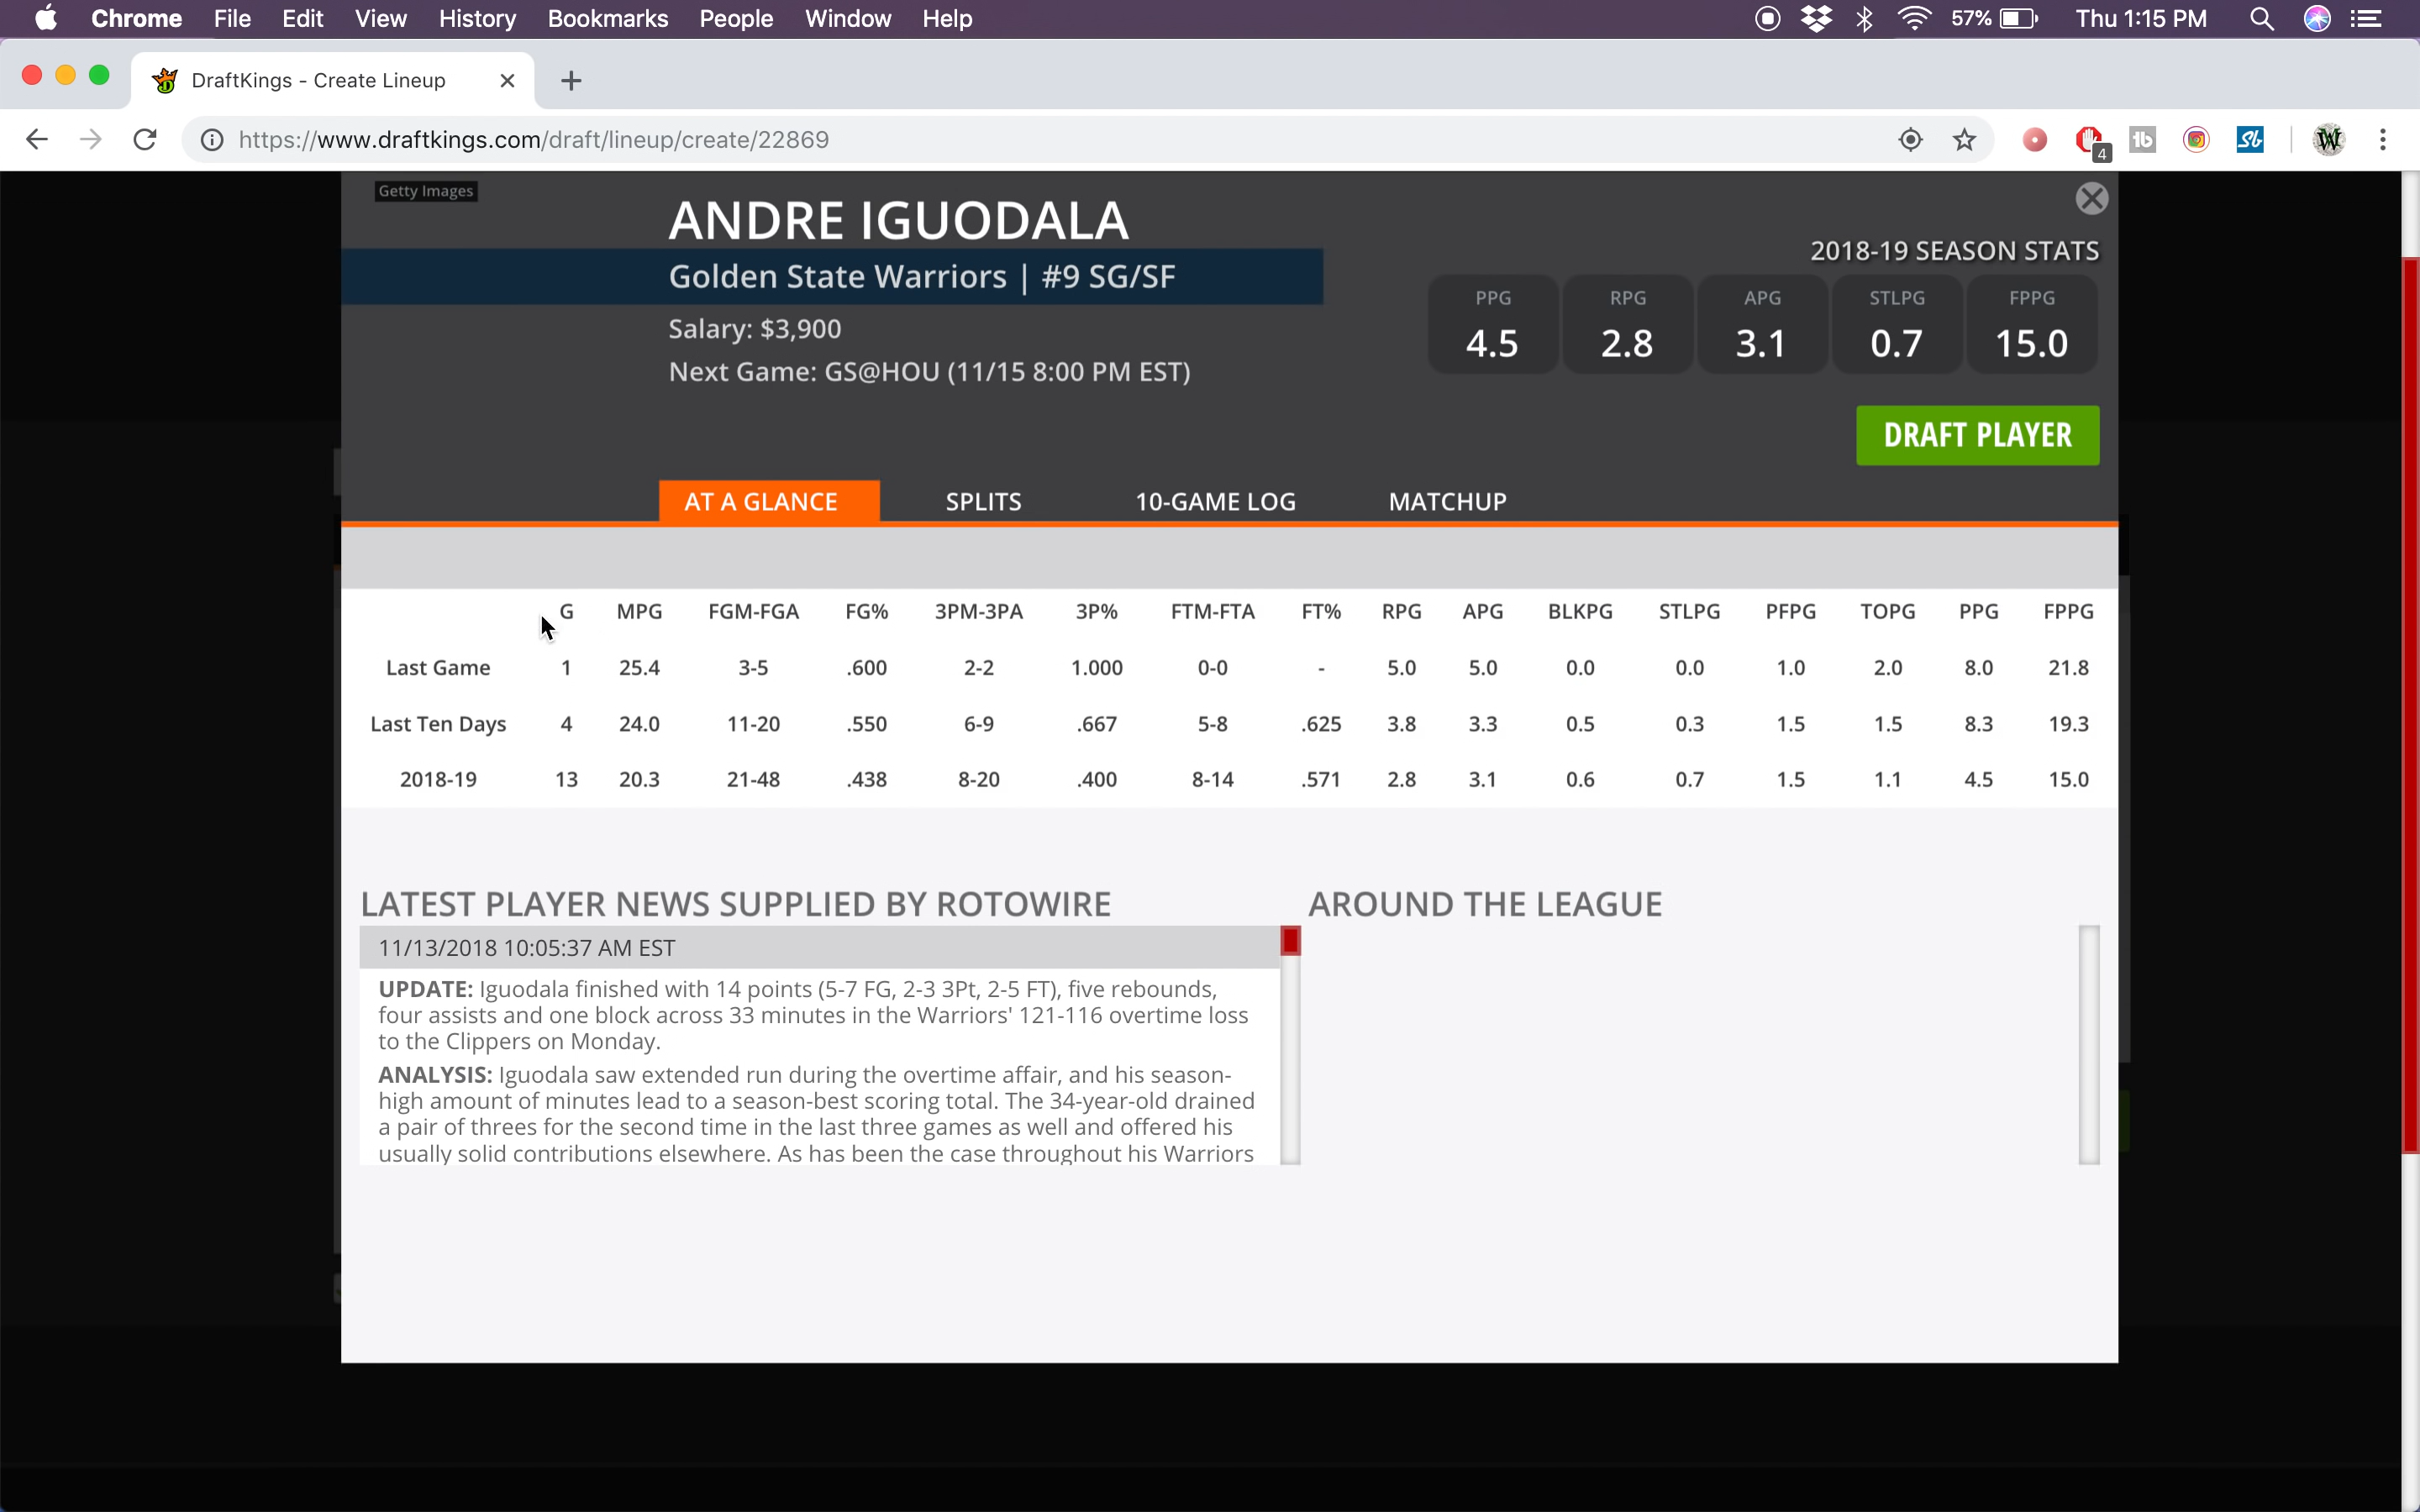 Chrome File Edit View History Bookmarks People Window Help 57% Thu 1:15 PM
DraftKings - Create Lineup
https://www.draftkings.com/draft/lineup/create/22869
4
tb
Sb
W
Getty Images
ANDRE IGUODALA
Golden State Warriors | #9 SG/SF
Salary: $3,900
Next Game: GS@HOU (11/15 8:00 PM EST)
2018-19 SEASON STATS
PPG RPG APG STLPG FPPG
4.5 2.8 3.1 0.7 15.0
DRAFT PLAYER
AT A GLANCE SPLITS 10-GAME LOG MATCHUP
G MPG FGM-FGA FG% 3PM-3PA 3P% FTM-FTA FT% RPG APG BLKPG STLPG PFPG TOPG PPG FPPG
Last Game 1 25.4 3-5 .600 2-2 1.000 0-0 - 5.0 5.0 0.0 0.0 1.0 2.0 8.0 21.8
Last Ten Days 4 24.0 11-20 .550 6-9 .667 5-8 .625 3.8 3.3 0.5 0.3 1.5 1.5 8.3 19.3
2018-19 13 20.3 21-48 .438 8-20 .400 8-14 .571 2.8 3.1 0.6 0.7 1.5 1.1 4.5 15.0
LATEST PLAYER NEWS SUPPLIED BY ROTOWIRE
11/13/2018 10:05:37 AM EST
UPDATE: Iguodala finished with 14 points (5-7 FG, 2-3 3Pt, 2-5 FT), five rebounds,
four assists and one block across 33 minutes in the Warriors' 121-116 overtime loss
to the Clippers on Monday.
ANALYSIS: Iguodala saw extended run during the overtime affair, and his season-
high amount of minutes lead to a season-best scoring total. The 34-year-old drained
a pair of threes for the second time in the last three games as well and offered his
usually solid contributions elsewhere. As has been the case throughout his Warriors
AROUND THE LEAGUE